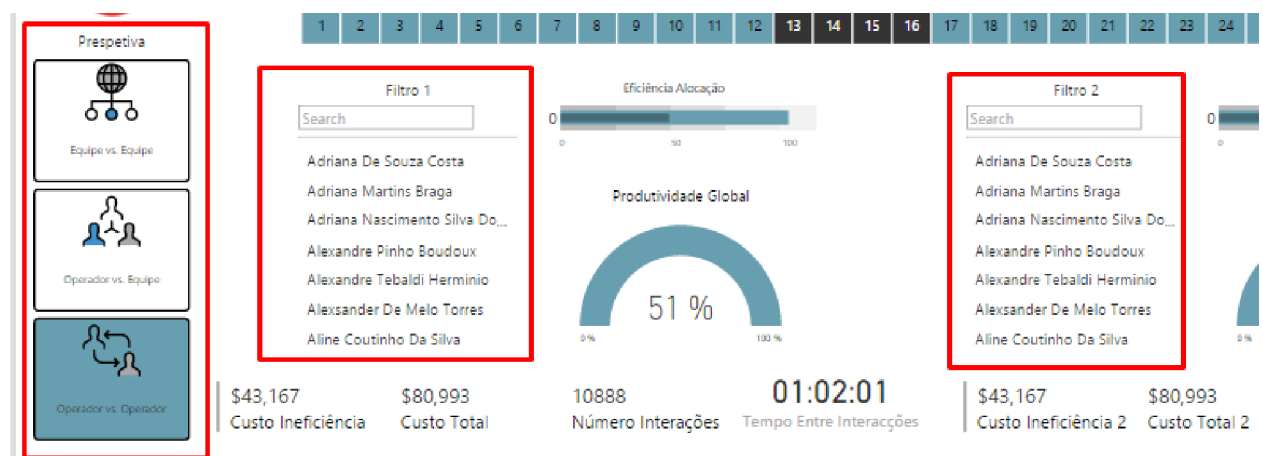 Prespetiva
1 2 3 4 5 6 7 8 9 10 11 12 13 14 15 16 17 18 19 20 21 22 23 24
Equipe vs. Equipe
Operador vs. Equipe
Operador vs. Operador
Filtro 1
Search
Adriana De Souza Costa
Adriana Martins Braga
Adriana Nascimento Silva Do...
Alexandre Pinho Boudoux
Alexandre Tebaldi Herminio
Alexsander De Melo Torres
Aline Coutinho Da Silva
Eficiência Alocação
0
0 50 100
Produtividade Global
51 %
0 % 100 %
$43,167 $80,993 10888 01:02:01
Custo Ineficiência Custo Total Número Interações Tempo Entre Interacções
Filtro 2
Search
Adriana De Souza Costa
Adriana Martins Braga
Adriana Nascimento Silva Do...
Alexandre Pinho Boudoux
Alexandre Tebaldi Herminio
Alexsander De Melo Torres
Aline Coutinho Da Silva
0
0
0 %
$43,167 $80,993
Custo Ineficiência 2 Custo Total 2